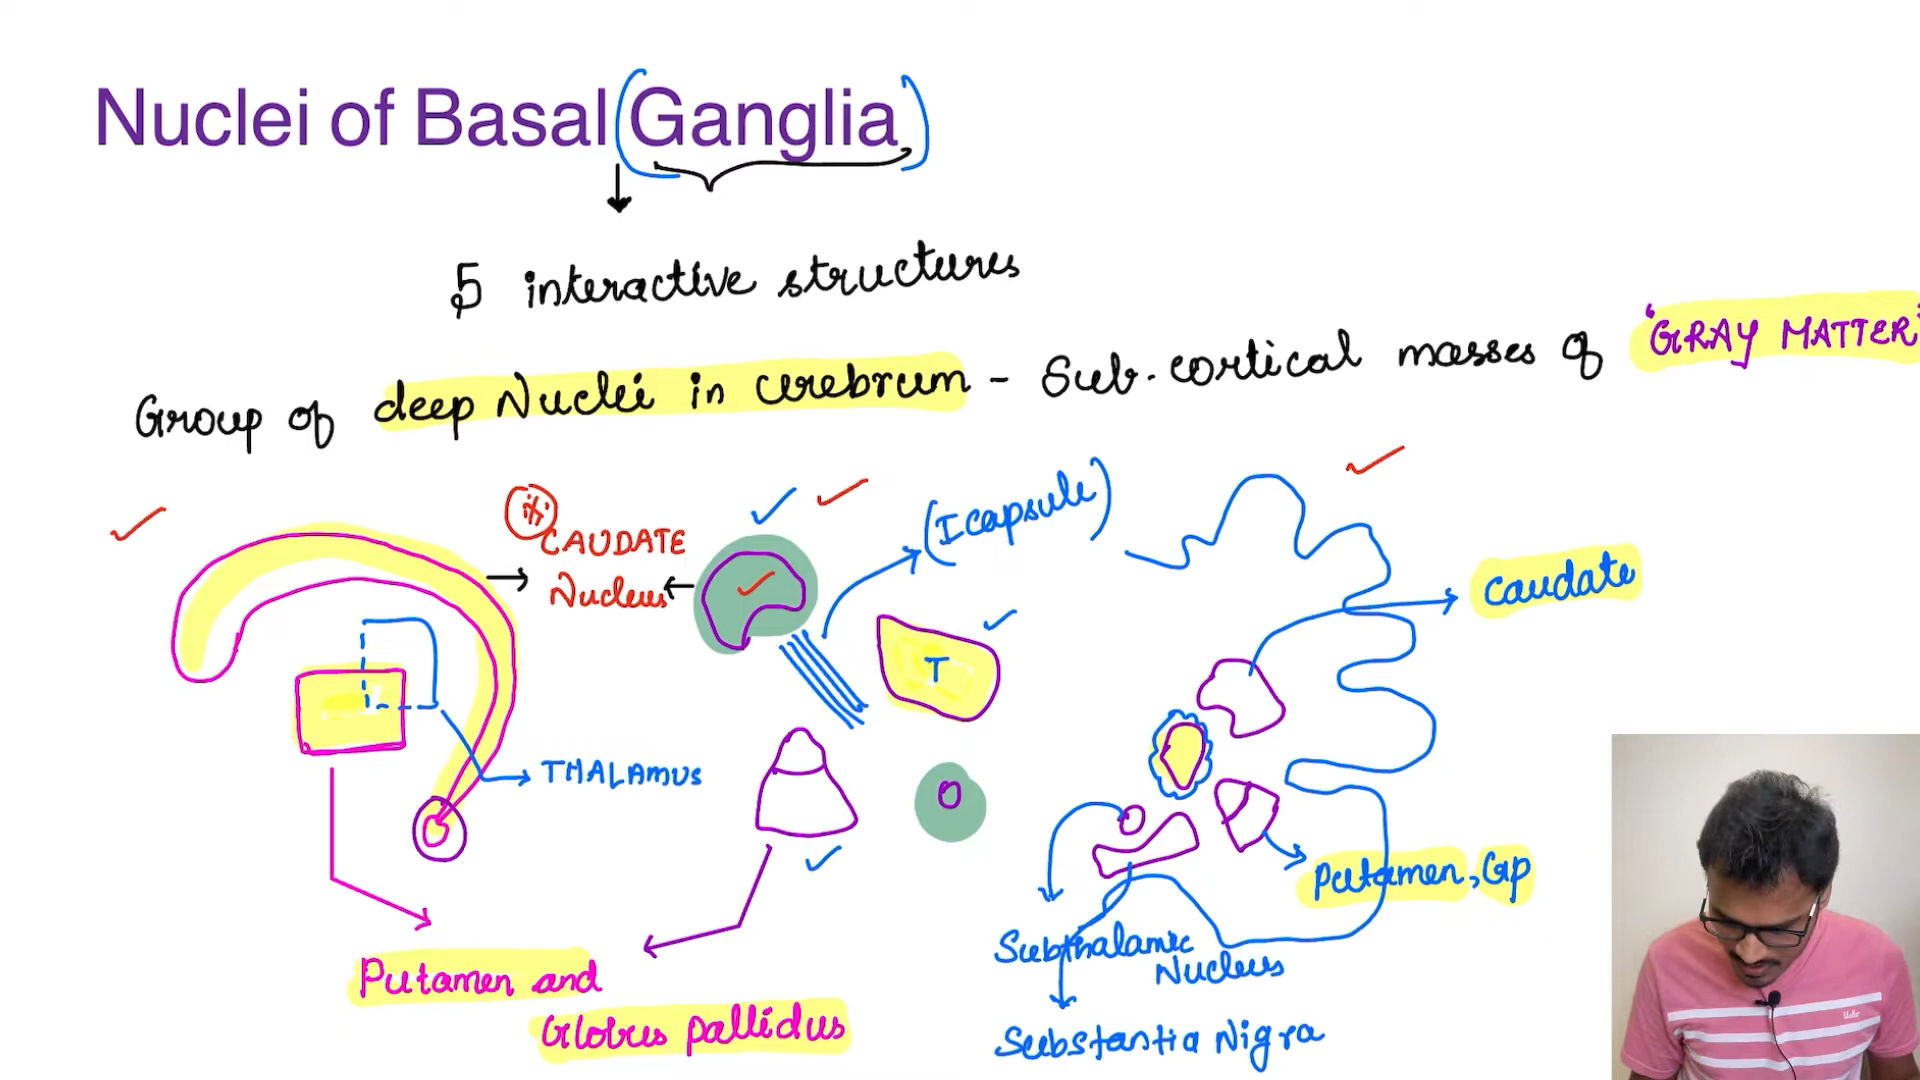 Nuclei of Basal (Ganglia)
5 interactive structures
Group of deep Nuclei in cerebrum - Sub-cortical masses of "GRAY MATTER"
CAUDATE
Nucleus
(I capsule)
caudate
T
THALAMUS
Putamen, Gp
Subthalamic
Nucleus
Putamen and
Globus pallidus
Substantia Nigra